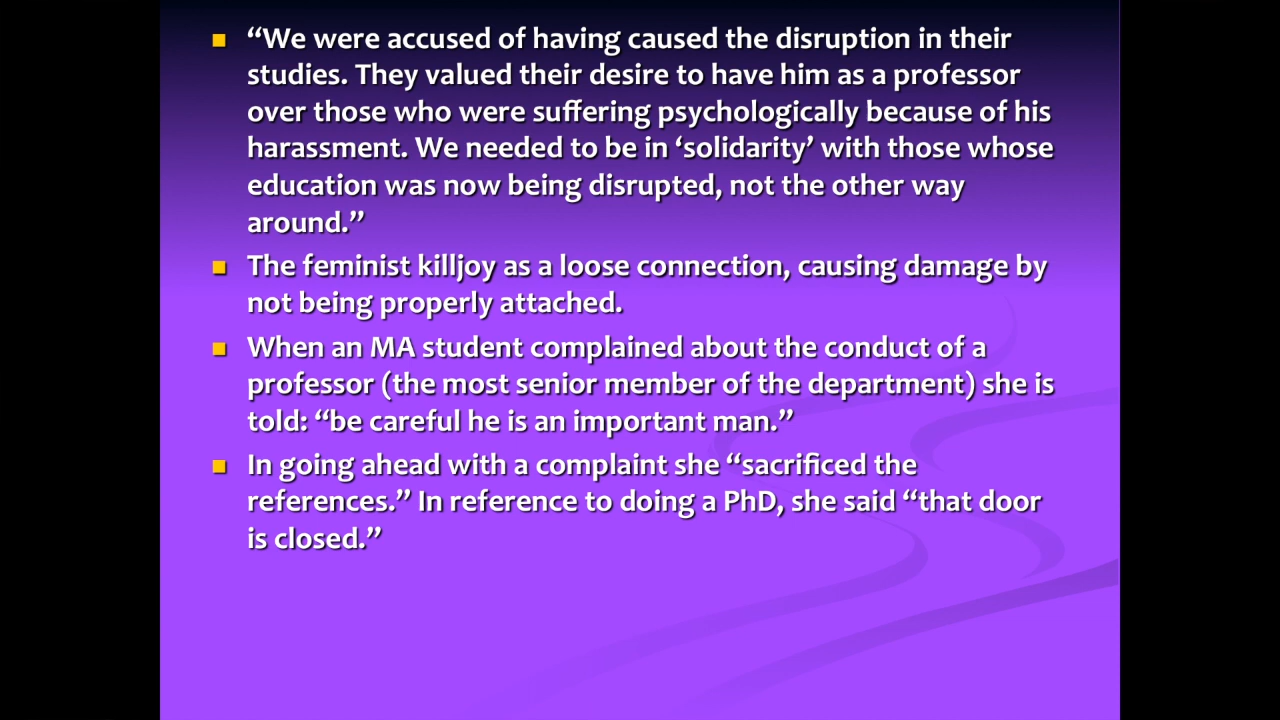 “We were accused of having caused the disruption in their
studies. They valued their desire to have him as a professor
over those who were suffering psychologically because of his
harassment. We needed to be in ‘solidarity’ with those whose
education was now being disrupted, not the other way
around.”
The feminist killjoy as a loose connection, causing damage by
not being properly attached.
When an MA student complained about the conduct of a
professor (the most senior member of the department) she is
told: “be careful he is an important man.”
In going ahead with a complaint she “sacrificed the
references.” In reference to doing a PhD, she said “that door
is closed.”